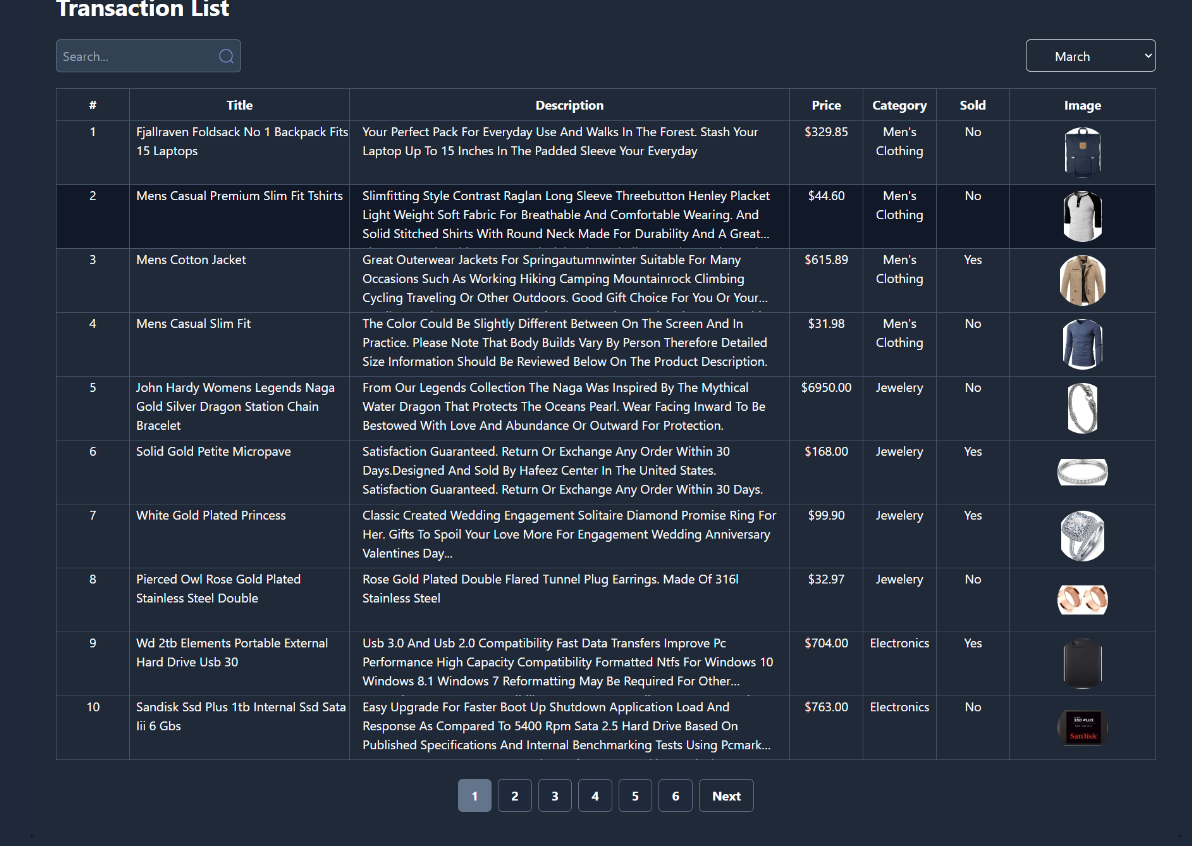 Transaction List
Search...
March
# Title Description Price Category Sold Image
1 Fjallraven Foldsack No 1 Backpack Fits Your Perfect Pack For Everyday Use And Walks In The Forest. Stash Your $329.85 Men's No
15 Laptops Laptop Up To 15 Inches In The Padded Sleeve Your Everyday Clothing
2 Mens Casual Premium Slim Fit Tshirts Slimfitting Style Contrast Raglan Long Sleeve Threebutton Henley Placket $44.60 Men's No
Light Weight Soft Fabric For Breathable And Comfortable Wearing. And Clothing
Solid Stitched Shirts With Round Neck Made For Durability And A Great...
3 Mens Cotton Jacket Great Outerwear Jackets For Springautumnwinter Suitable For Many $615.89 Men's Yes
Occasions Such As Working Hiking Camping Mountainrock Climbing Clothing
Cycling Traveling Or Other Outdoors. Good Gift Choice For You Or Your...
4 Mens Casual Slim Fit The Color Could Be Slightly Different Between On The Screen And In $31.98 Men's No
Practice. Please Note That Body Builds Vary By Person Therefore Detailed Clothing
Size Information Should Be Reviewed Below On The Product Description.
5 John Hardy Womens Legends Naga From Our Legends Collection The Naga Was Inspired By The Mythical $6950.00 Jewelery No
Gold Silver Dragon Station Chain Water Dragon That Protects The Oceans Pearl. Wear Facing Inward To Be
Bracelet Bestowed With Love And Abundance Or Outward For Protection.
6 Solid Gold Petite Micropave Satisfaction Guaranteed. Return Or Exchange Any Order Within 30 $168.00 Jewelery Yes
Days.Designed And Sold By Hafeez Center In The United States.
Satisfaction Guaranteed. Return Or Exchange Any Order Within 30 Days.
7 White Gold Plated Princess Classic Created Wedding Engagement Solitaire Diamond Promise Ring For $99.90 Jewelery Yes
Her. Gifts To Spoil Your Love More For Engagement Wedding Anniversary
Valentines Day...
8 Pierced Owl Rose Gold Plated Rose Gold Plated Double Flared Tunnel Plug Earrings. Made Of 316l $32.97 Jewelery No
Stainless Steel Double Stainless Steel
9 Wd 2tb Elements Portable External Usb 3.0 And Usb 2.0 Compatibility Fast Data Transfers Improve Pc $704.00 Electronics Yes
Hard Drive Usb 30 Performance High Capacity Compatibility Formatted Ntfs For Windows 10
Windows 8.1 Windows 7 Reformatting May Be Required For Other...
10 Sandisk Ssd Plus 1tb Internal Ssd Sata Easy Upgrade For Faster Boot Up Shutdown Application Load And $763.00 Electronics No
Iii 6 Gbs Response As Compared To 5400 Rpm Sata 2.5 Hard Drive Based On
Published Specifications And Internal Benchmarking Tests Using Pcmark...
SSD PLUS
SanDisk
1 2 3 4 5 6 Next